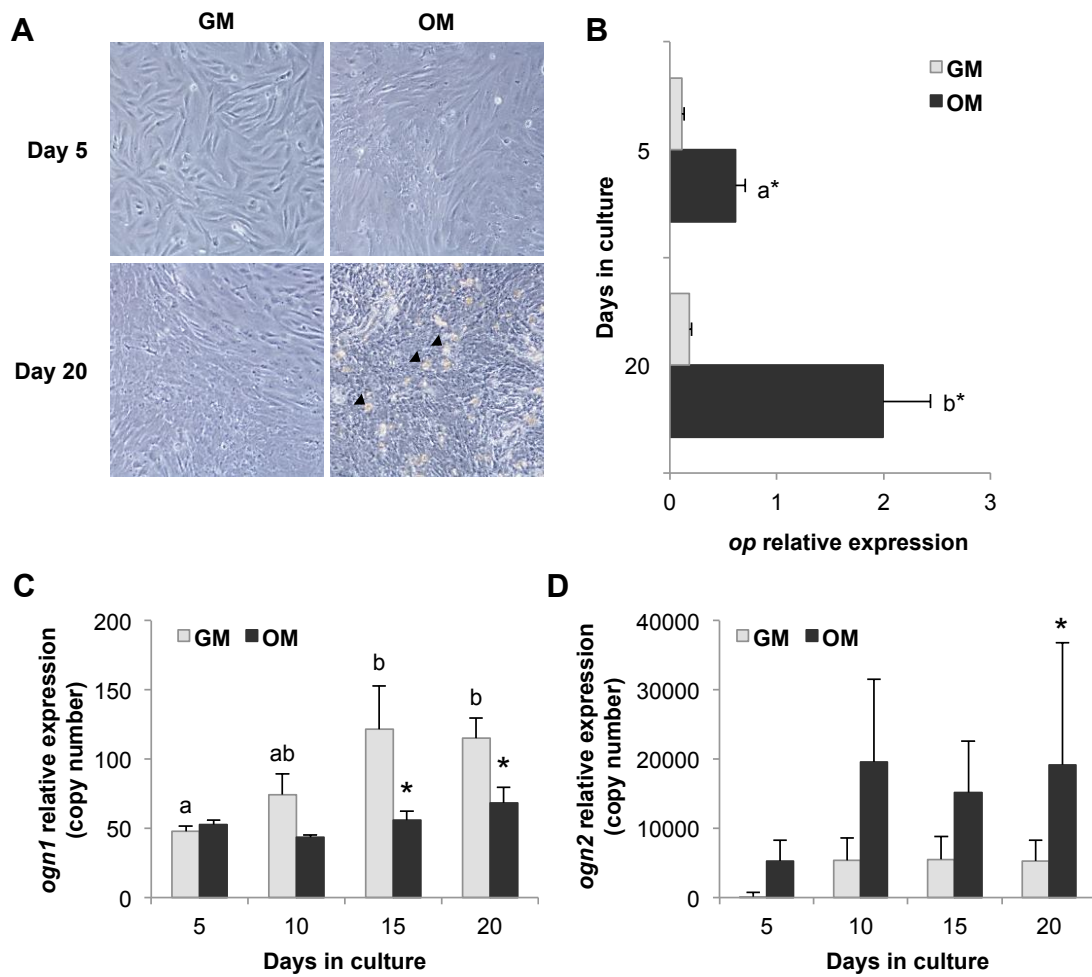 A
GM
OM
Day 5
Day 20
B
GM
OM
Days in culture
5
a*
20
b*
0 1 2 3
op relative expression
C
ogn1 relative expression
(copy number)
200
150
100
50
0
GM OM
a
ab
b
*
b
*
5 10 15 20
Days in culture
D
ogn2 relative expression
(copy number)
40000
30000
20000
10000
0
GM OM
*
5 10 15 20
Days in culture